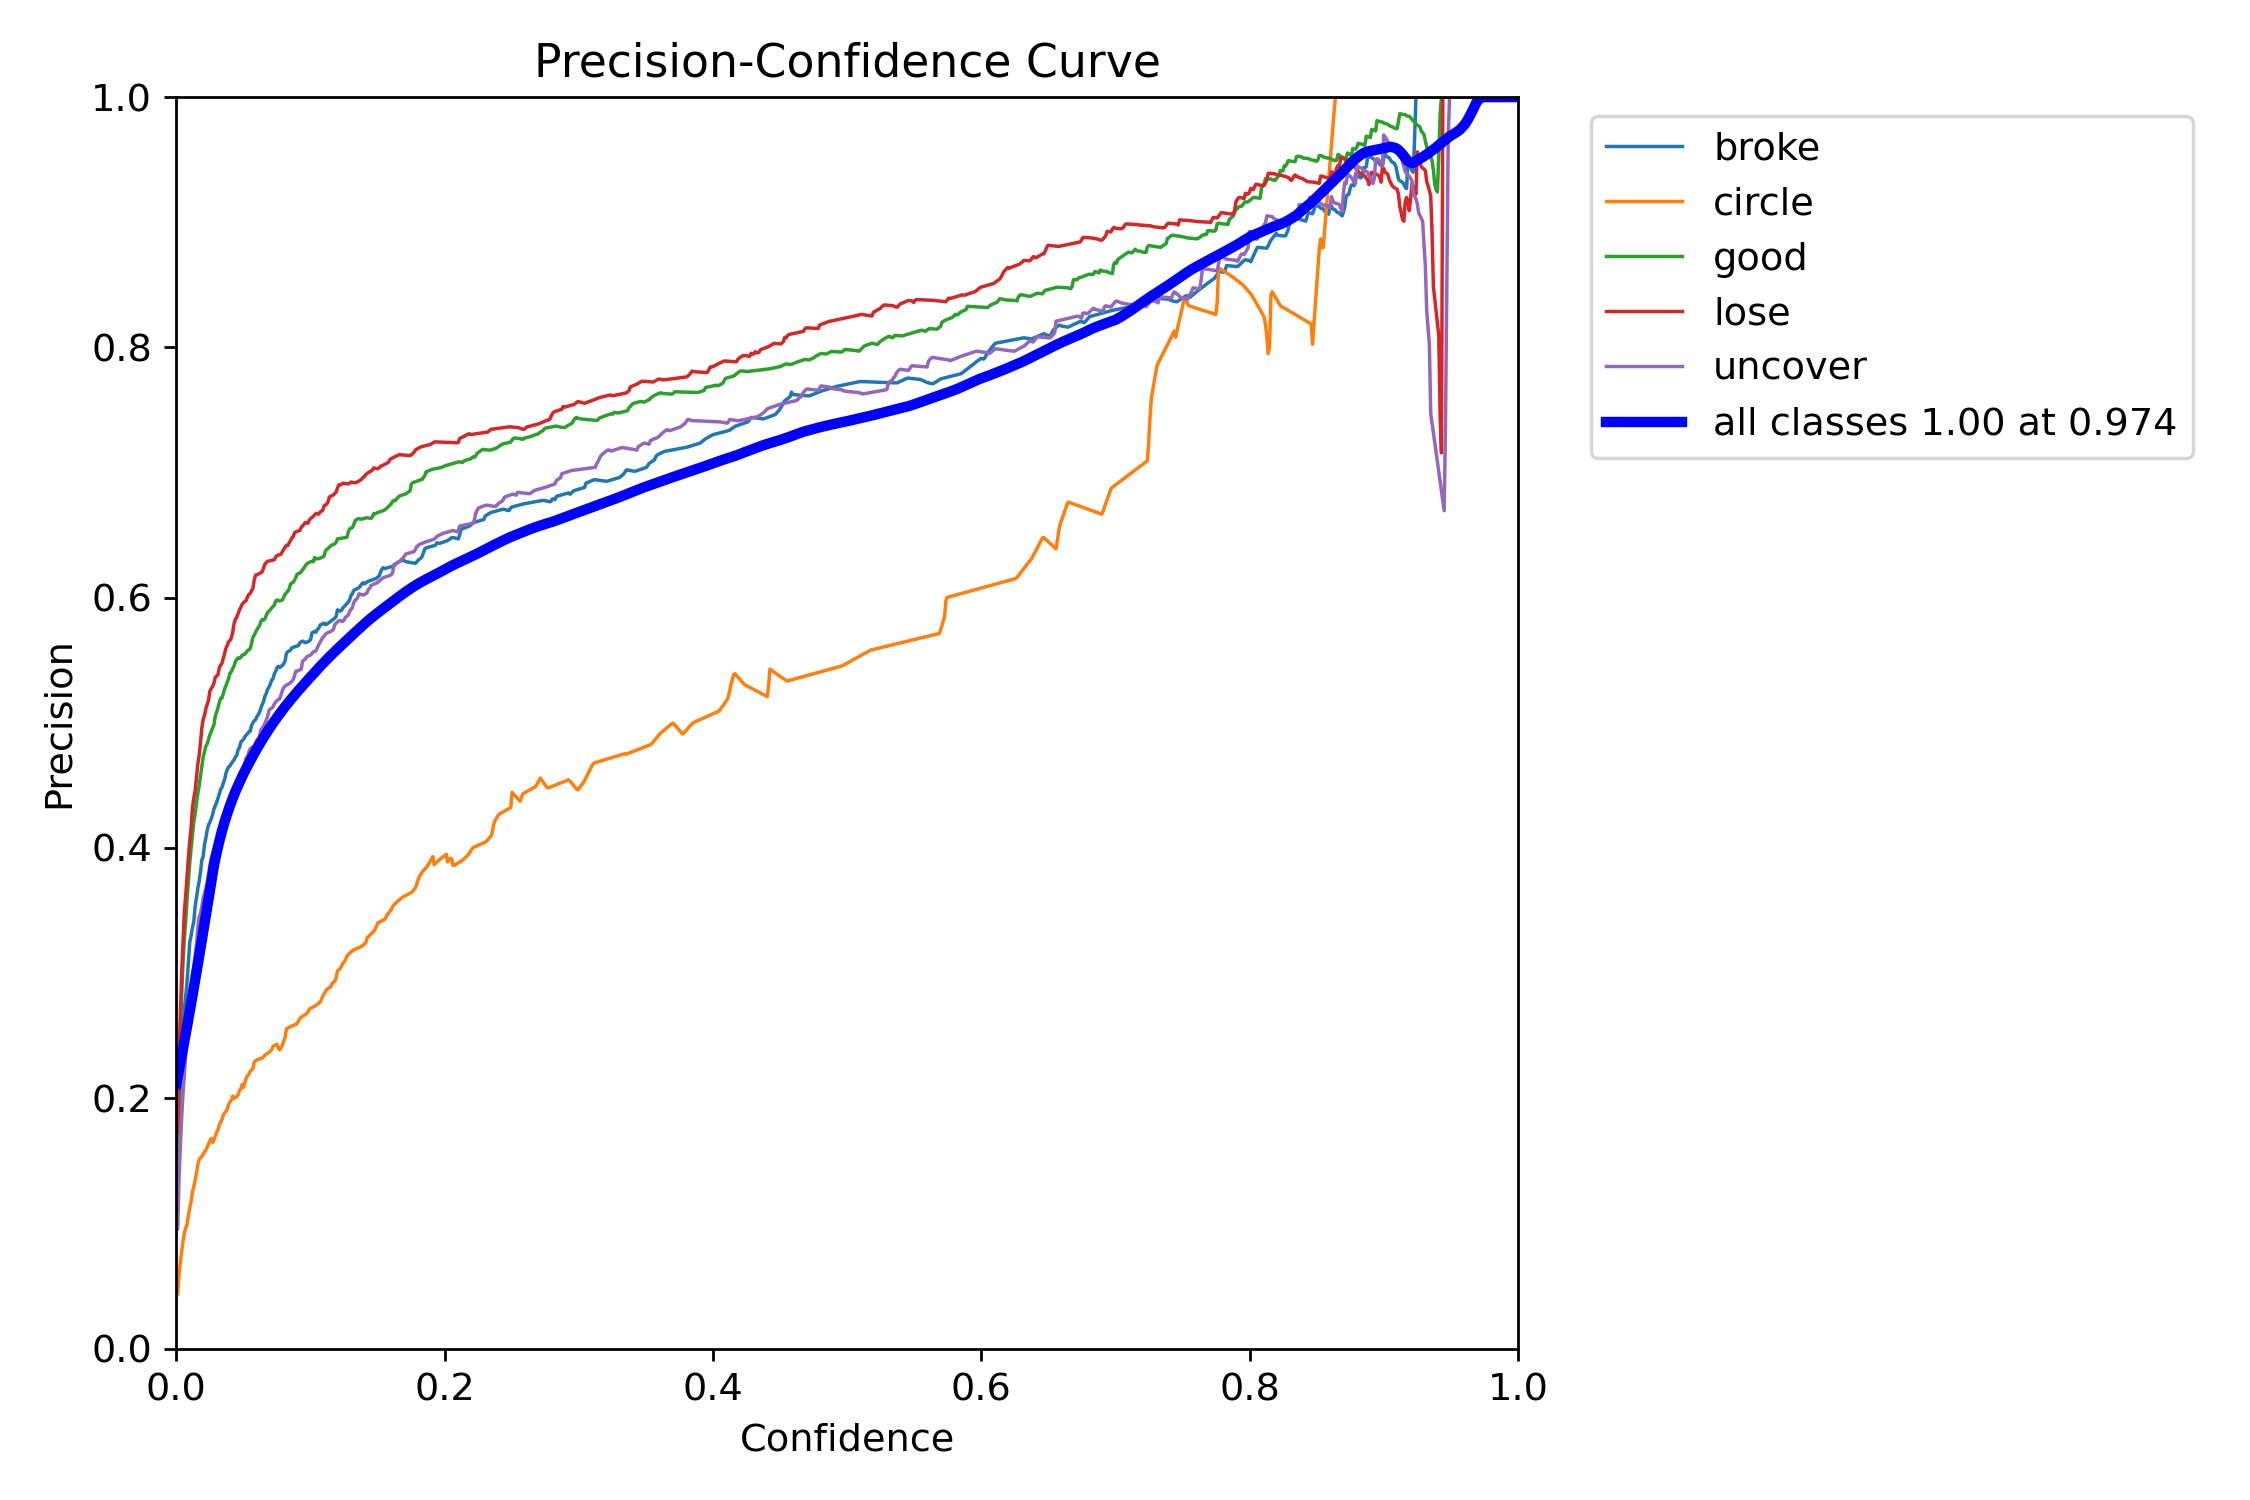 Precision-Confidence Curve
1.0
0.8
0.6
0.4
0.2
0.0
Precision
0.0 0.2 0.4 0.6 0.8 1.0
Confidence
broke
circle
good
lose
uncover
all classes 1.00 at 0.974